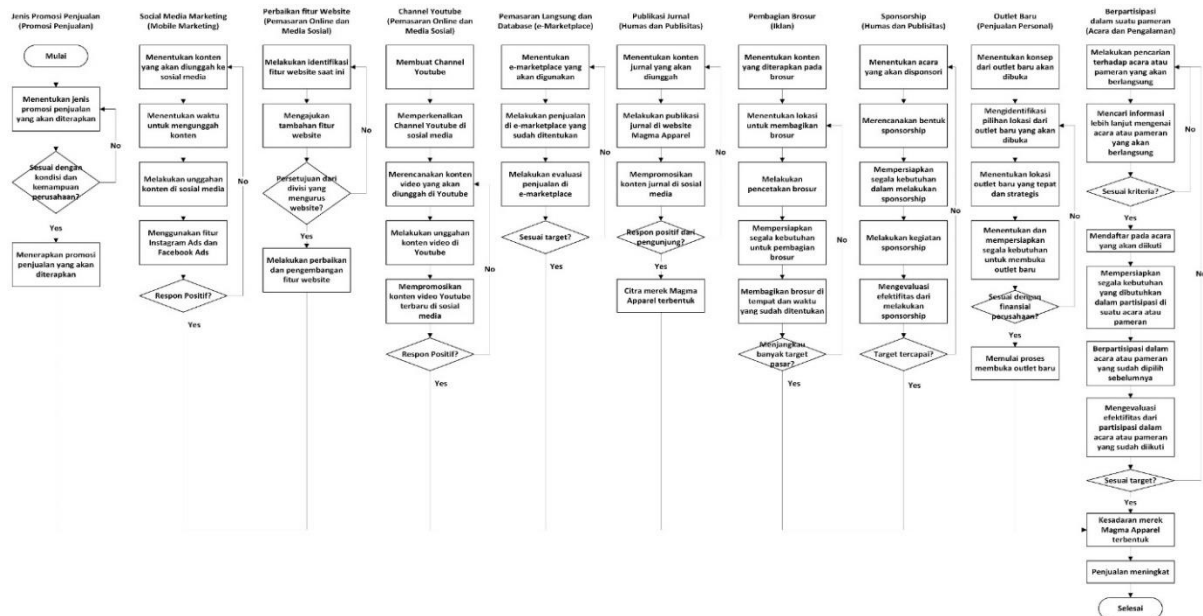 Jenis Promosi Penjualan
(Promosi Penjualan)
Mulai
Menentukan jenis
promosi penjualan
yang akan diterapkan
No
Sesuai dengan
kondisi dan
kemampuan
perusahaan?
Yes
Menerapkan promosi
penjualan yang akan
diterapkan
Social Media Marketing
(Mobile Marketing)
Menentukan konten
yang akan diunggah ke
sosial media
Menentukan waktu
untuk mengunggah
konten
No
Melakukan unggahan
konten di sosial media
Menggunakan fitur
Instagram Ads dan
Facebook Ads
Respon Positif?
Yes
Perbaikan fitur Website
(Pemasaran Online dan
Media Sosial)
Melakukan identifikasi
fitur website saat ini
Mengajukan
tambahan fitur
website
No
Persetujuan dari
divisi yang
mengurus
website?
Yes
Melakukan perbaikan
dan pengembangan
fitur website
Channel Youtube
(Pemasaran Online dan
Media Sosial)
Membuat Channel
Youtube
Memperkenalkan
Channel Youtube di
sosial media
Merencanakan konten
video yang akan
diunggah di Youtube
Melakukan unggahan
konten video di
Youtube
No
Mempromosikan
konten video Youtube
terbaru di sosial
media
Respon Positif?
Yes
Pemasaran Langsung dan
Database (e-Marketplace)
Menentukan
e-marketplace yang
akan digunakan
Melakukan penjualan
di e-marketplace yang
sudah ditentukan
No
Melakukan evaluasi
penjualan di
e-marketplace
Sesuai target?
Yes
Publikasi Jurnal
(Humas dan Publisitas)
Menentukan konten
jurnal yang akan
diunggah
Melakukan publikasi
jurnal di website
Magma Apparel
No
Mempromosikan
konten jurnal di sosial
media
Respon positif dari
pengunjung?
Yes
Citra merek Magma
Apparel terbentuk
Pembagian Brosur
(Iklan)
Menentukan konten
yang diterapkan pada
brosur
Menentukan lokasi
untuk membagikan
brosur
No
Melakukan
pencetakan brosur
Mempersiapkan
segala kebutuhan
untuk pembagian
brosur
Membagikan brosur di
tempat dan waktu
yang sudah ditentukan
Menjangkau
banyak target
pasar?
Yes
Sponsorship
(Humas dan Publisitas)
Menentukan acara
yang akan disponsori
Merencanakan bentuk
sponsorship
Mempersiapkan
segala kebutuhan
dalam melakukan
sponsorship
No
Melakukan kegiatan
sponsorship
Mengevaluasi
efektifitas dari
melakukan
sponsorship
Target tercapai?
Yes
Outlet Baru
(Penjualan Personal)
Menentukan konsep
dari outlet baru akan
dibuka
Mengidentifikasi
pilihan lokasi dari
outlet baru yang akan
dibuka
Menentukan lokasi
outlet baru yang tepat
dan strategis
No
Menentukan dan
mempersiapkan
segala kebutuhan
untuk membuka
outlet baru
Sesuai dengan
finansial
perusahaan?
Yes
Memulai proses
membuka outlet baru
Berpartisipasi
dalam suatu pameran
(Acara dan Pengalaman)
Melakukan pencarian
terhadap acara atau
pameran yang akan
berlangsung
Mencari informasi
lebih lanjut mengenai
acara atau pameran
yang akan
berlangsung
No
Sesuai kriteria?
Yes
Mendaftar pada acara
yang akan diikuti
Mempersiapkan
segala kebutuhan
yang dibutuhkan
dalam partisipasi di
suatu acara atau
pameran
No
Berpartisipasi dalam
acara atau pameran
yang sudah dipilih
sebelumnya
Mengevaluasi
efektifitas dari
partisipasi dalam
acara atau pameran
yang sudah diikuti
Sesuai target?
Yes
Kesadaran merek
Magma Apparel
terbentuk
Penjualan meningkat
Selesai